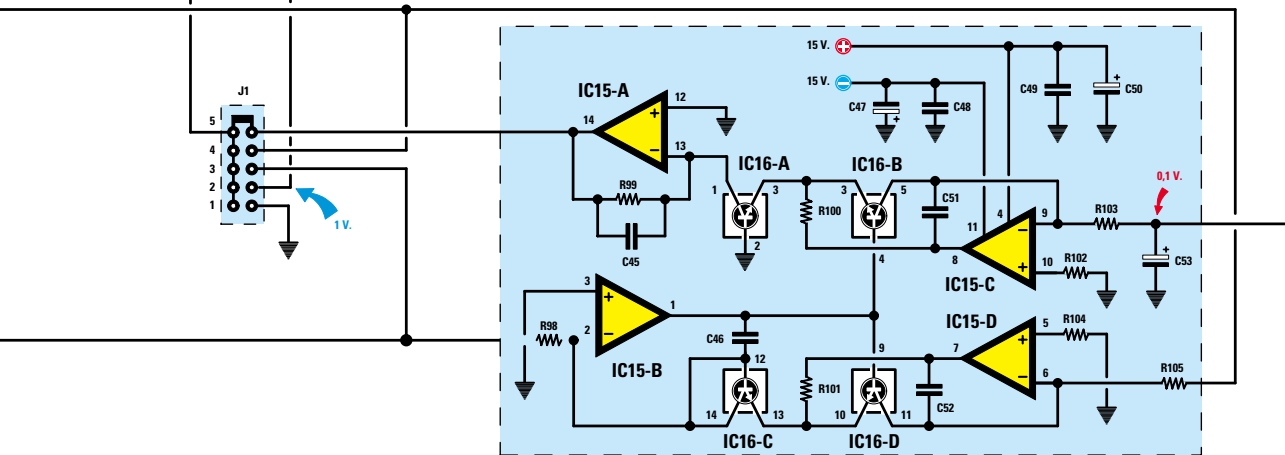 15 V.
C49
C50
15 V.
C47
C48
J1
5
4
3
2
1
1 V.
IC15-A
14
12
13
R99
C45
IC16-A
1
3
2
R100
IC16-B
3
5
4
C51
4
11
9
8
10
IC15-C
R103
0,1 V.
R102
C53
3
2
1
R98
IC15-B
C46
12
14
13
IC16-C
R101
9
10
11
IC16-D
C52
IC15-D
7
5
6
R104
R105